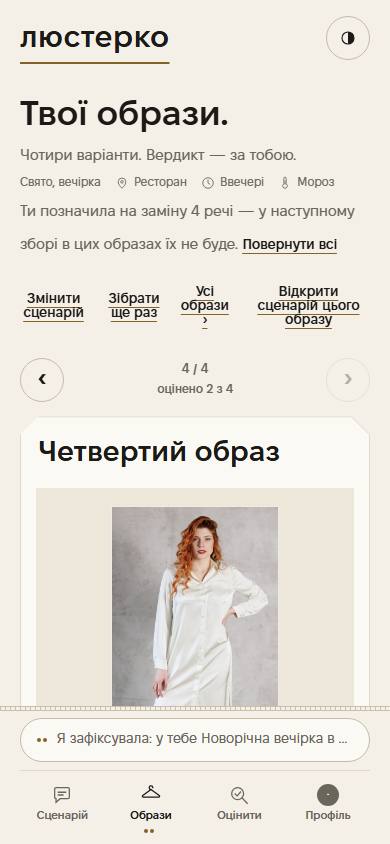 люстерко
Твої образи.
Чотири варіанти. Вердикт — за тобою.
Свято, вечірка Ресторан Ввечері Мороз
Ти позначила на заміну 4 речі — у наступному
зборі в цих образах їх не буде. Повернути всі
Змінити
сценарій
Зібрати
ще раз
Усі
образи
›
Відкрити
сценарій цього
образу
‹
4 / 4
оцінено 2 з 4
›
Четвертий образ
Я зафіксувала: у тебе Новорічна вечірка в ...
Сценарій Образи Оцінити Профіль